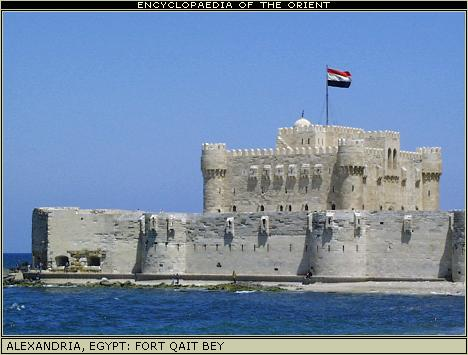 ENCYCLOPAEDIA OF THE ORIENT
ALEXANDRIA, EGYPT: FORT QAIT BEY